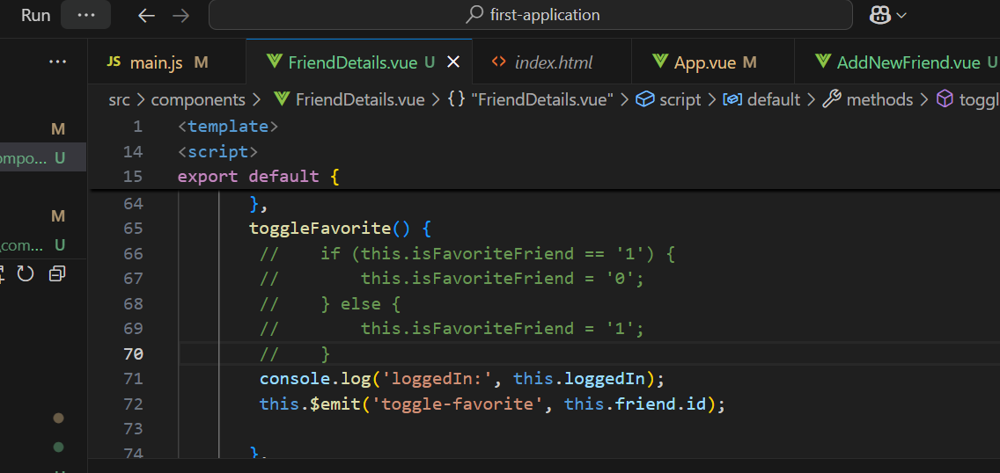 Run ··· first-application
··· JS main.js M FriendDetails.vue U index.html App.vue M AddNewFriend.vue U
src > components > FriendDetails.vue > {} "FriendDetails.vue" > script > default > methods > toggl
M
ompo... U
M
com... U
1 <template>
14 <script>
15 export default {
64 },
65 toggleFavorite() {
66 // if (this.isFavoriteFriend == '1') {
67 // this.isFavoriteFriend = '0';
68 // } else {
69 // this.isFavoriteFriend = '1';
70 // }
71 console.log('loggedIn:', this.loggedIn);
72 this.$emit('toggle-favorite', this.friend.id);
73
74 },